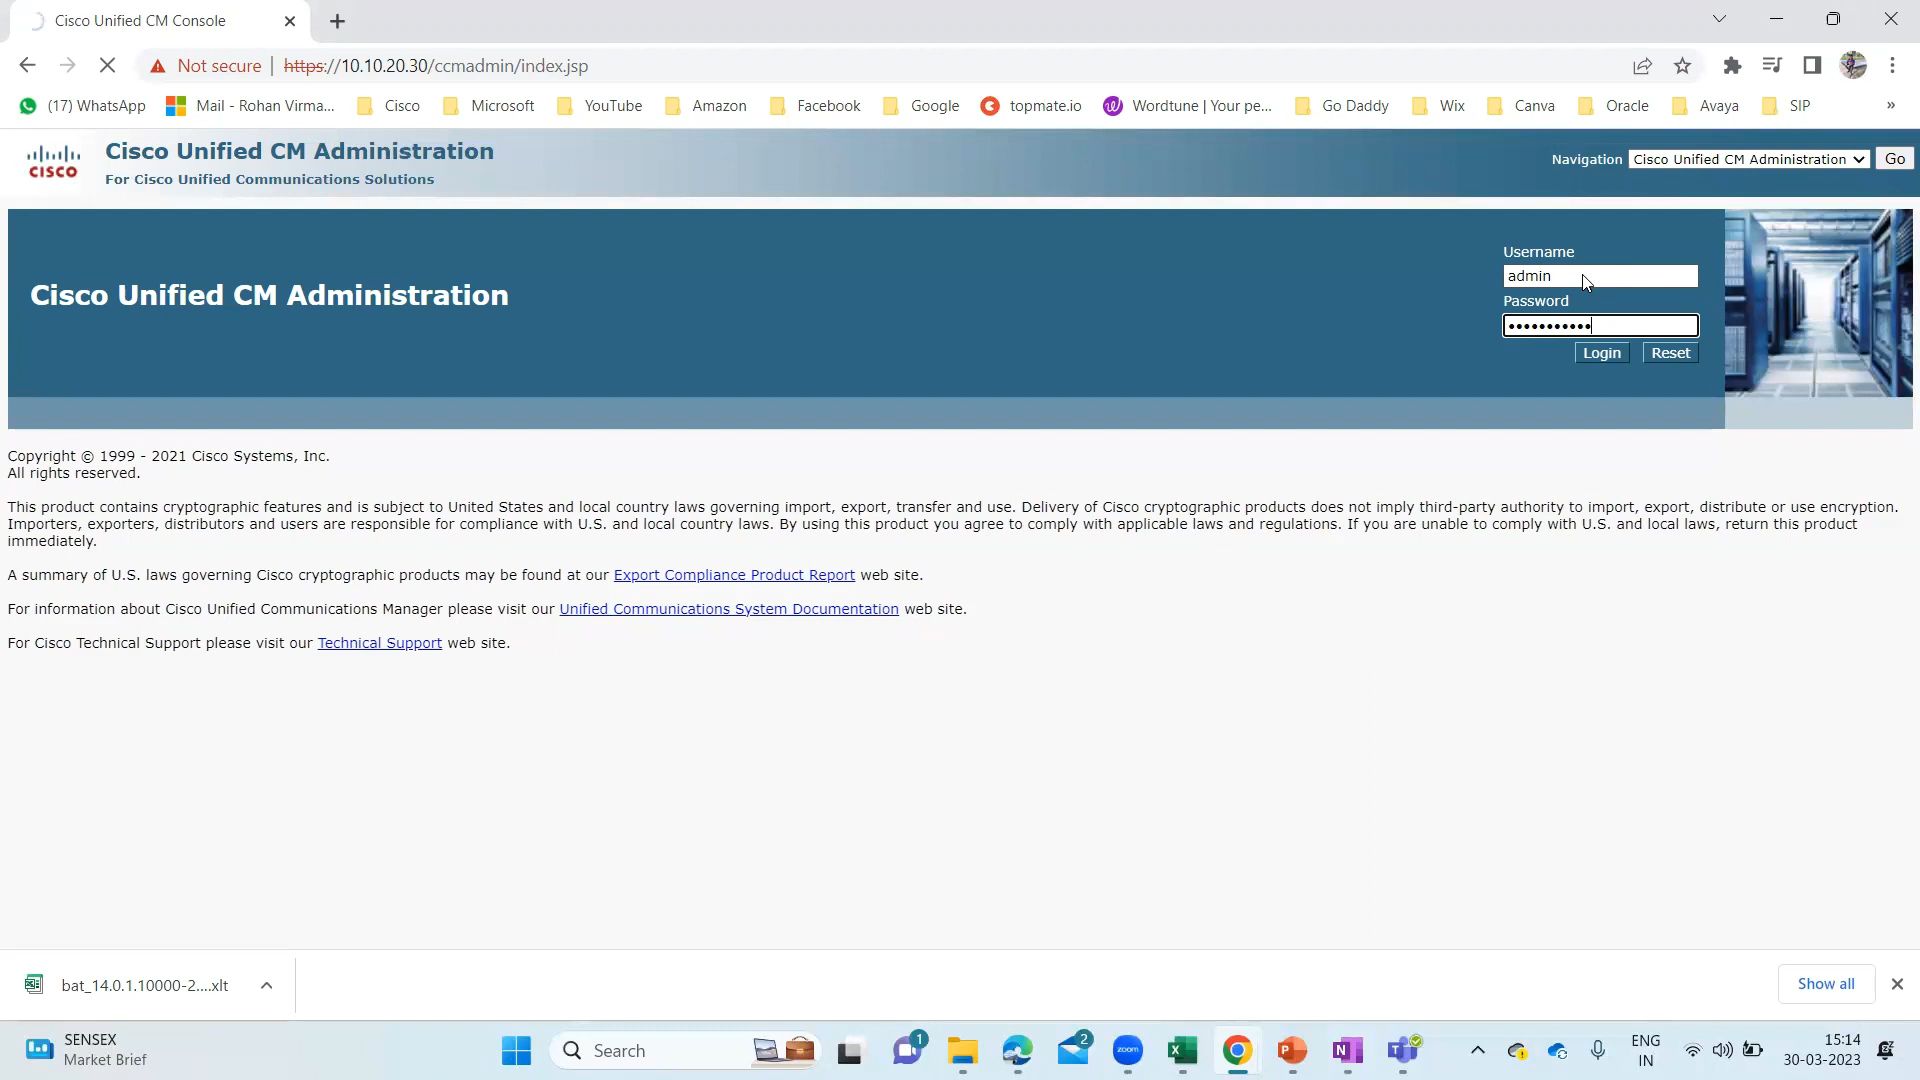 Cisco Unified CM Console
Not secure | https://10.10.20.30/ccmadmin/index.jsp
(17) WhatsApp Mail - Rohan Virma... Cisco Microsoft YouTube Amazon Facebook Google topmate.io Wordtune | Your pe... Go Daddy Wix Canva Oracle Avaya SIP »
CISCO
Cisco Unified CM Administration
For Cisco Unified Communications Solutions
Navigation Cisco Unified CM Administration Go
Cisco Unified CM Administration
Username
admin
Password
•••••••••••
Login Reset
Copyright © 1999 - 2021 Cisco Systems, Inc.
All rights reserved.
This product contains cryptographic features and is subject to United States and local country laws governing import, export, transfer and use. Delivery of Cisco cryptographic products does not imply third-party authority to import, export, distribute or use encryption.
Importers, exporters, distributors and users are responsible for compliance with U.S. and local country laws. By using this product you agree to comply with applicable laws and regulations. If you are unable to comply with U.S. and local laws, return this product
immediately.
A summary of U.S. laws governing Cisco cryptographic products may be found at our Export Compliance Product Report web site.
For information about Cisco Unified Communications Manager please visit our Unified Communications System Documentation web site.
For Cisco Technical Support please visit our Technical Support web site.
bat_14.0.1.10000-2....xlt
Show all
SENSEX
Market Brief
Search
1
2
zoom
ENG
IN
15:14
30-03-2023